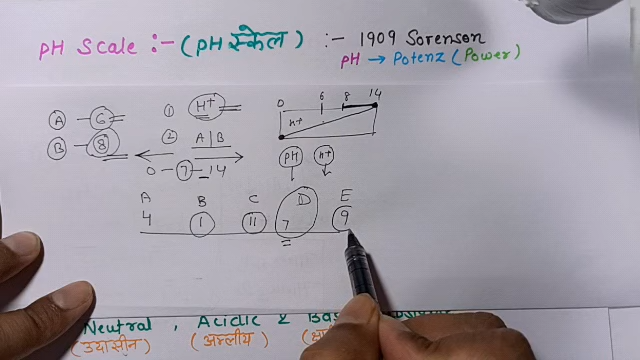 pH Scale :- (pH स्केल) :- 1909 Sorenson
pH → Potenz (Power)
A - 6
B - 8
1 H+
2 A | B
0 - 7 - 14
0 6 8 14
H+
pH H+
A B C D E
4 1 11 7 9
Neutral, Acidic &
(उदासीन) (अम्लीय)